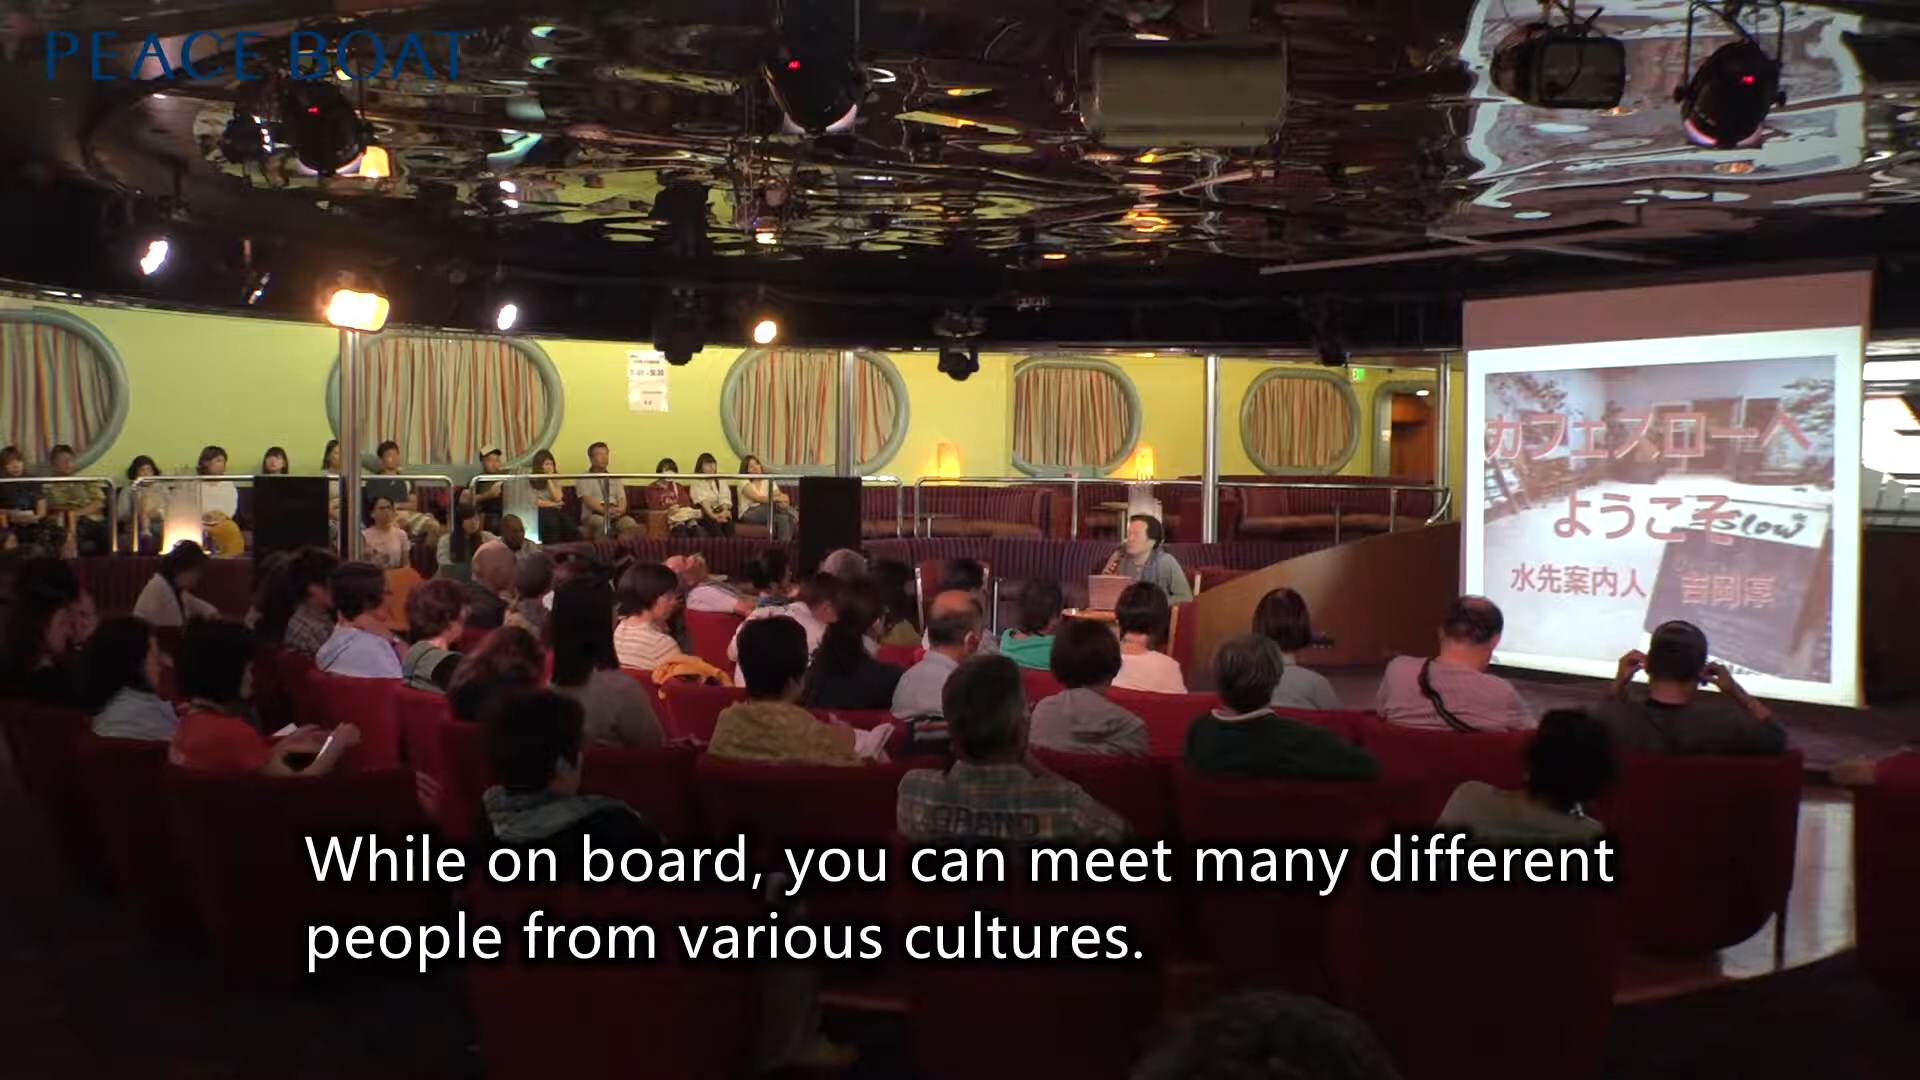 PEACE BOAT
カフェスローへ
ようこそ
Slow
水先案内人 吉岡淳
While on board, you can meet many different
people from various cultures.